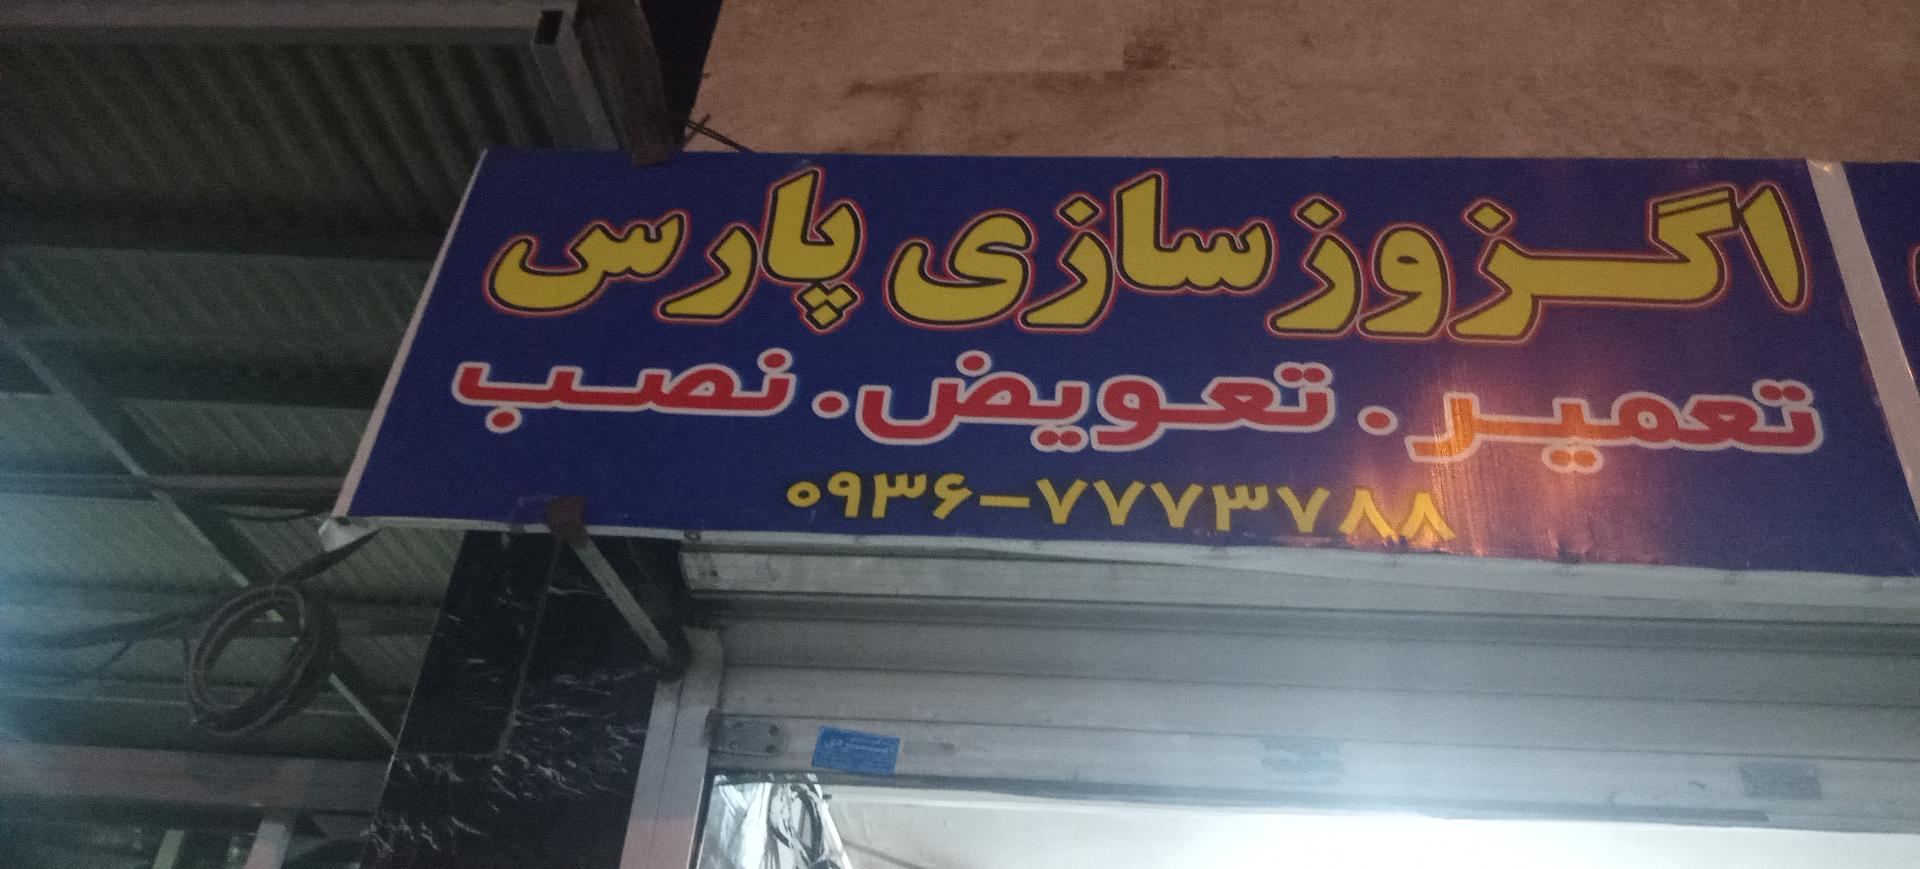 اگزوز سازی پارس
تعمیر . تعویض . نصب
۰۹۳۶-۷۷۷۳۷۸۸